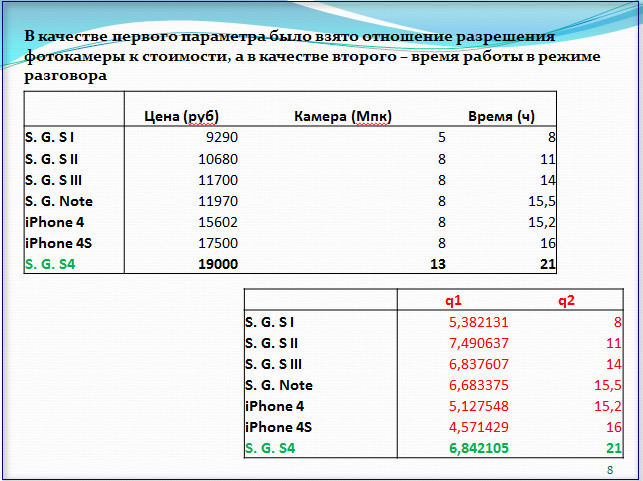 В качестве первого параметра было взято отношение разрешения
фотокамеры к стоимости, а в качестве второго – время работы в режиме
разговора
Цена (руб) Камера (Мпк) Время (ч)
S. G. S I 9290 5 8
S. G. S II 10680 8 11
S. G. S III 11700 8 14
S. G. Note 11970 8 15,5
iPhone 4 15602 8 15,2
iPhone 4S 17500 8 16
S. G. S4 19000 13 21
q1 q2
S. G. S I 5,382131 8
S. G. S II 7,490637 11
S. G. S III 6,837607 14
S. G. Note 6,683375 15,5
iPhone 4 5,127548 15,2
iPhone 4S 4,571429 16
S. G. S4 6,842105 21
8